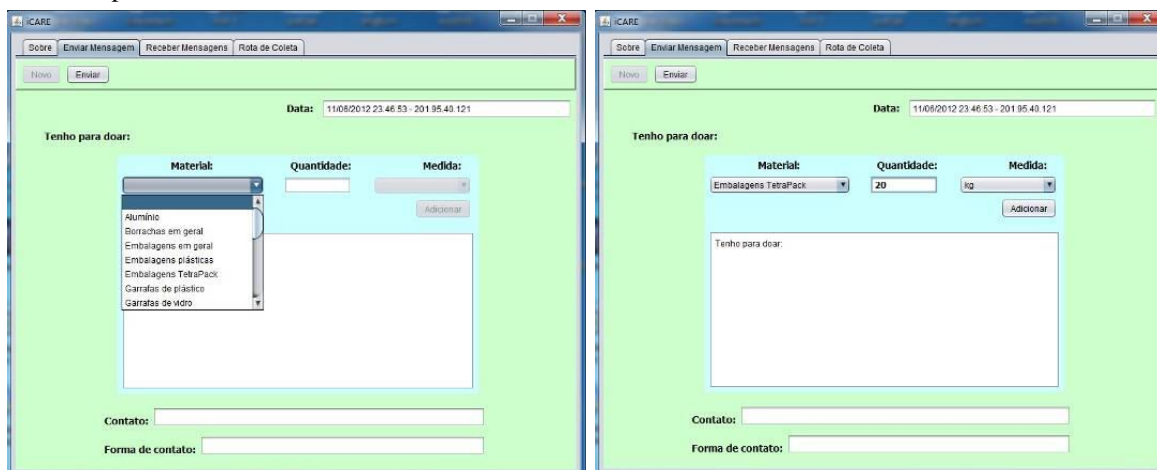 iCARE
Sobre Enviar Mensagem Receber Mensagens Rota de Coleta
Novo Enviar
Data: 11/06/2012 23:46:53 - 201.95.40.121
Tenho para doar:
Material: Quantidade: Medida:
Adicionar
Alumínio
Borrachas em geral
Embalagens em geral
Embalagens plásticas
Embalagens TetraPack
Garrafas de plástico
Garrafas de vidro
Contato:
Forma de contato:
iCARE
Sobre Enviar Mensagem Receber Mensagens Rota de Coleta
Novo Enviar
Data: 11/06/2012 23:46:53 - 201.95.40.121
Tenho para doar:
Material: Quantidade: Medida:
Embalagens TetraPack 20 kg
Adicionar
Tenho para doar:
Contato:
Forma de contato: